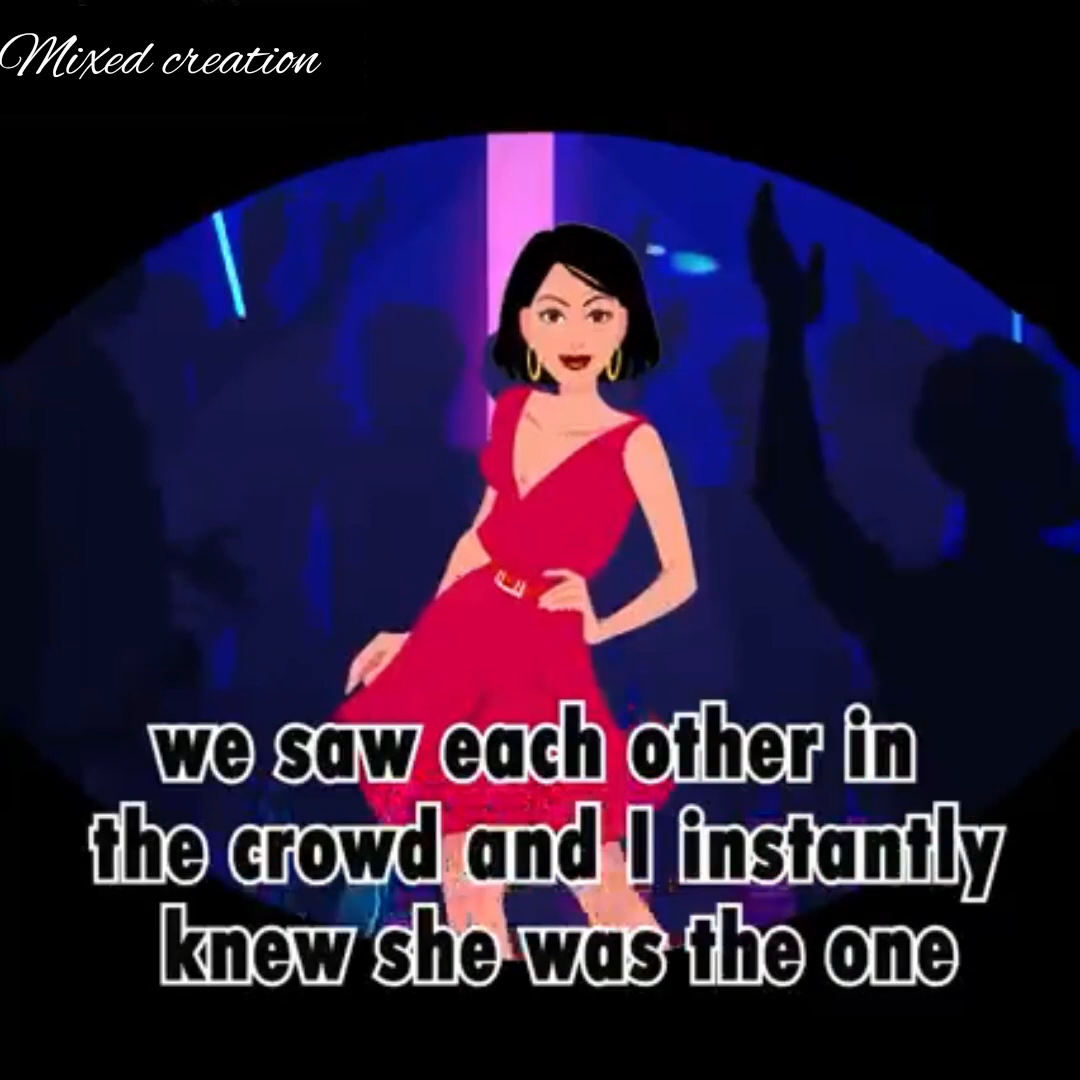 Mixed creation
we saw each other in
the crowd and I instantly
knew she was the one